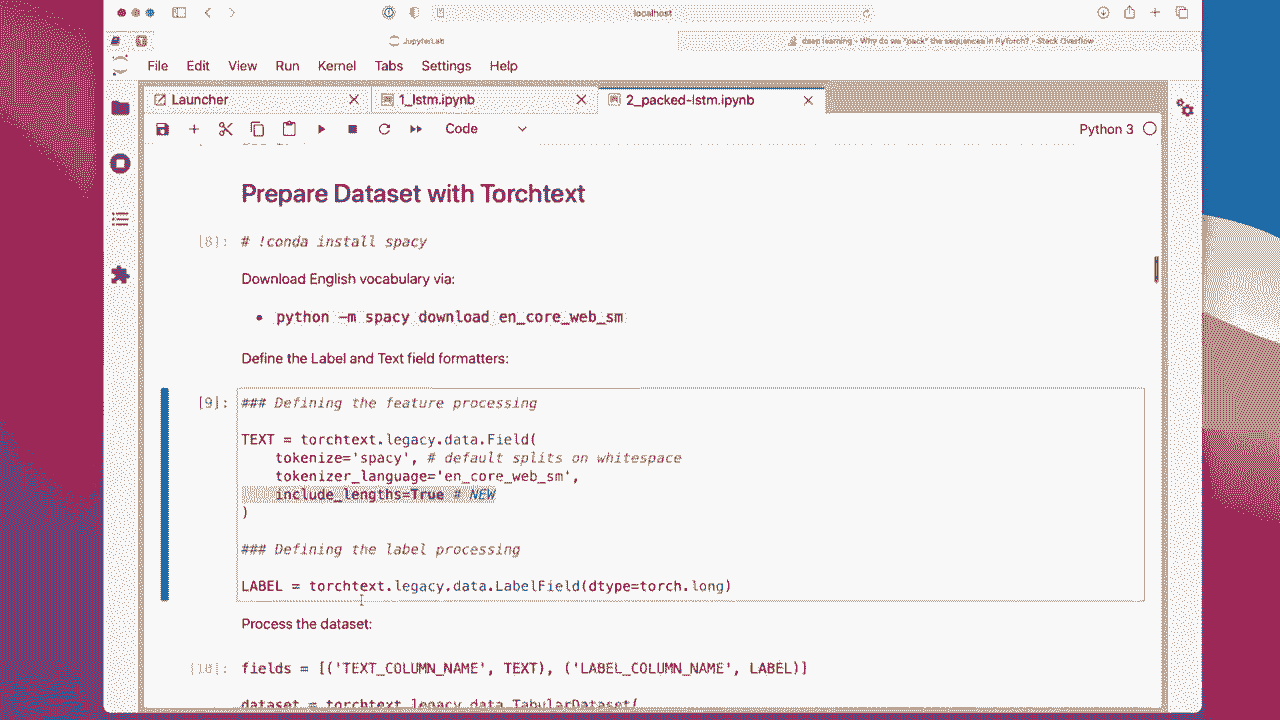 localhost
JupyterLab
deep learning - Why do we "pack" the sequences in PyTorch? - Stack Overflow
File Edit View Run Kernel Tabs Settings Help
Launcher 1_lstm.ipynb 2_packed-lstm.ipynb
Code Python 3
Prepare Dataset with Torchtext
[8]: # !conda install spacy
Download English vocabulary via:
• python -m spacy download en_core_web_sm
Define the Label and Text field formatters:
[9]: ### Defining the feature processing
TEXT = torchtext.legacy.data.Field(
tokenize='spacy', # default splits on whitespace
tokenizer_language='en_core_web_sm',
include_lengths=True # NEW
)
### Defining the label processing
LABEL = torchtext.legacy.data.LabelField(dtype=torch.long)
Process the dataset:
[10]: fields = [('TEXT_COLUMN_NAME', TEXT), ('LABEL_COLUMN_NAME', LABEL)]
dataset = torchtext.legacy.data.TabularDataset(